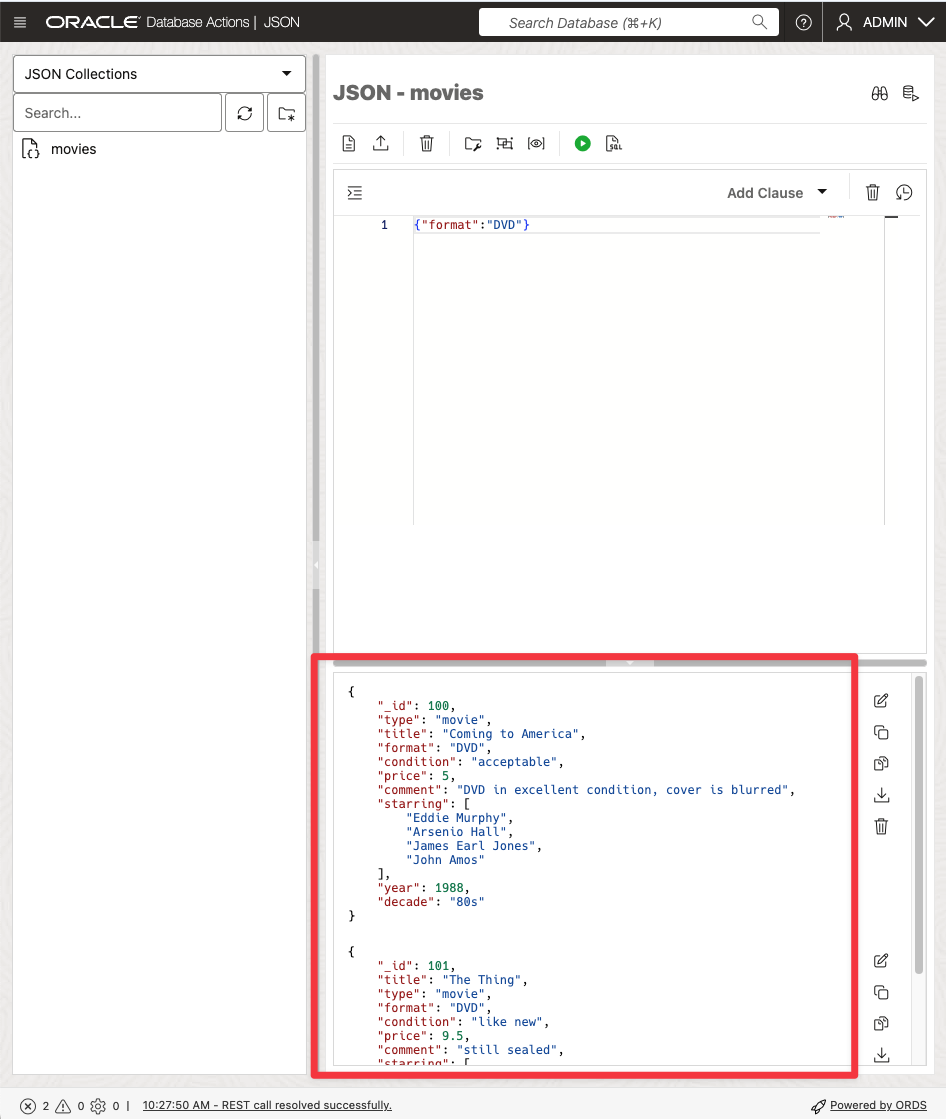 ORACLE Database Actions | JSON
Search Database (⌘+K)
ADMIN
JSON Collections
Search...
movies
JSON - movies
Add Clause
1 {"format":"DVD"}
{
"_id": 100,
"type": "movie",
"title": "Coming to America",
"format": "DVD",
"condition": "acceptable",
"price": 5,
"comment": "DVD in excellent condition, cover is blurred",
"starring": [
"Eddie Murphy",
"Arsenio Hall",
"James Earl Jones",
"John Amos"
],
"year": 1988,
"decade": "80s"
}
{
"_id": 101,
"title": "The Thing",
"type": "movie",
"format": "DVD",
"condition": "like new",
"price": 9.5,
"comment": "still sealed",
"starring": [
2 0 0 | 10:27:50 AM - REST call resolved successfully.
Powered by ORDS